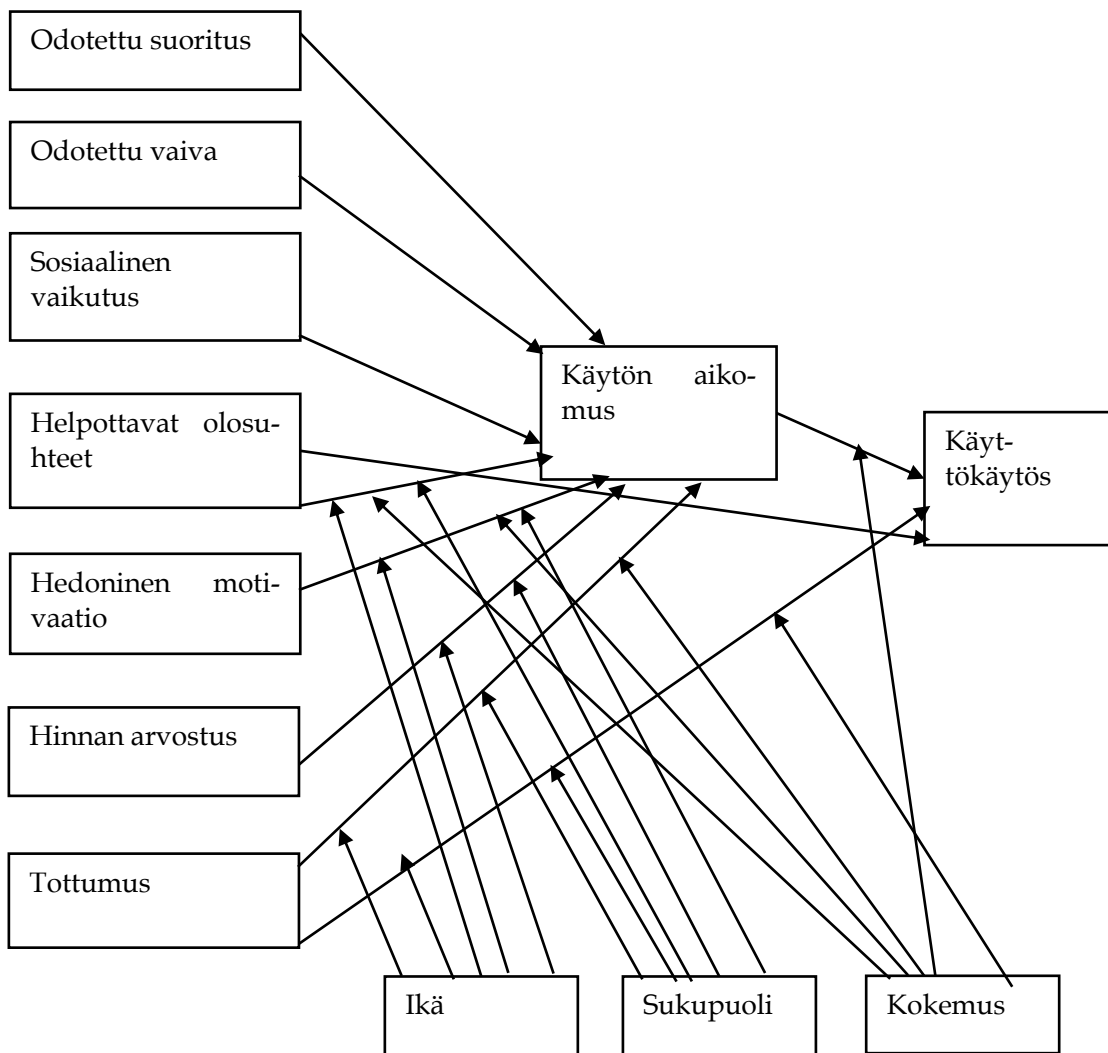 Odotettu suoritus
Odotettu vaiva
Sosiaalinen
vaikutus
Käytön aiko-
mus
Helpottavat olosu-
hteet
Käyt-
tökäytös
Hedoninen moti-
vaatio
Hinnan arvostus
Tottumus
Ikä
Sukupuoli
Kokemus